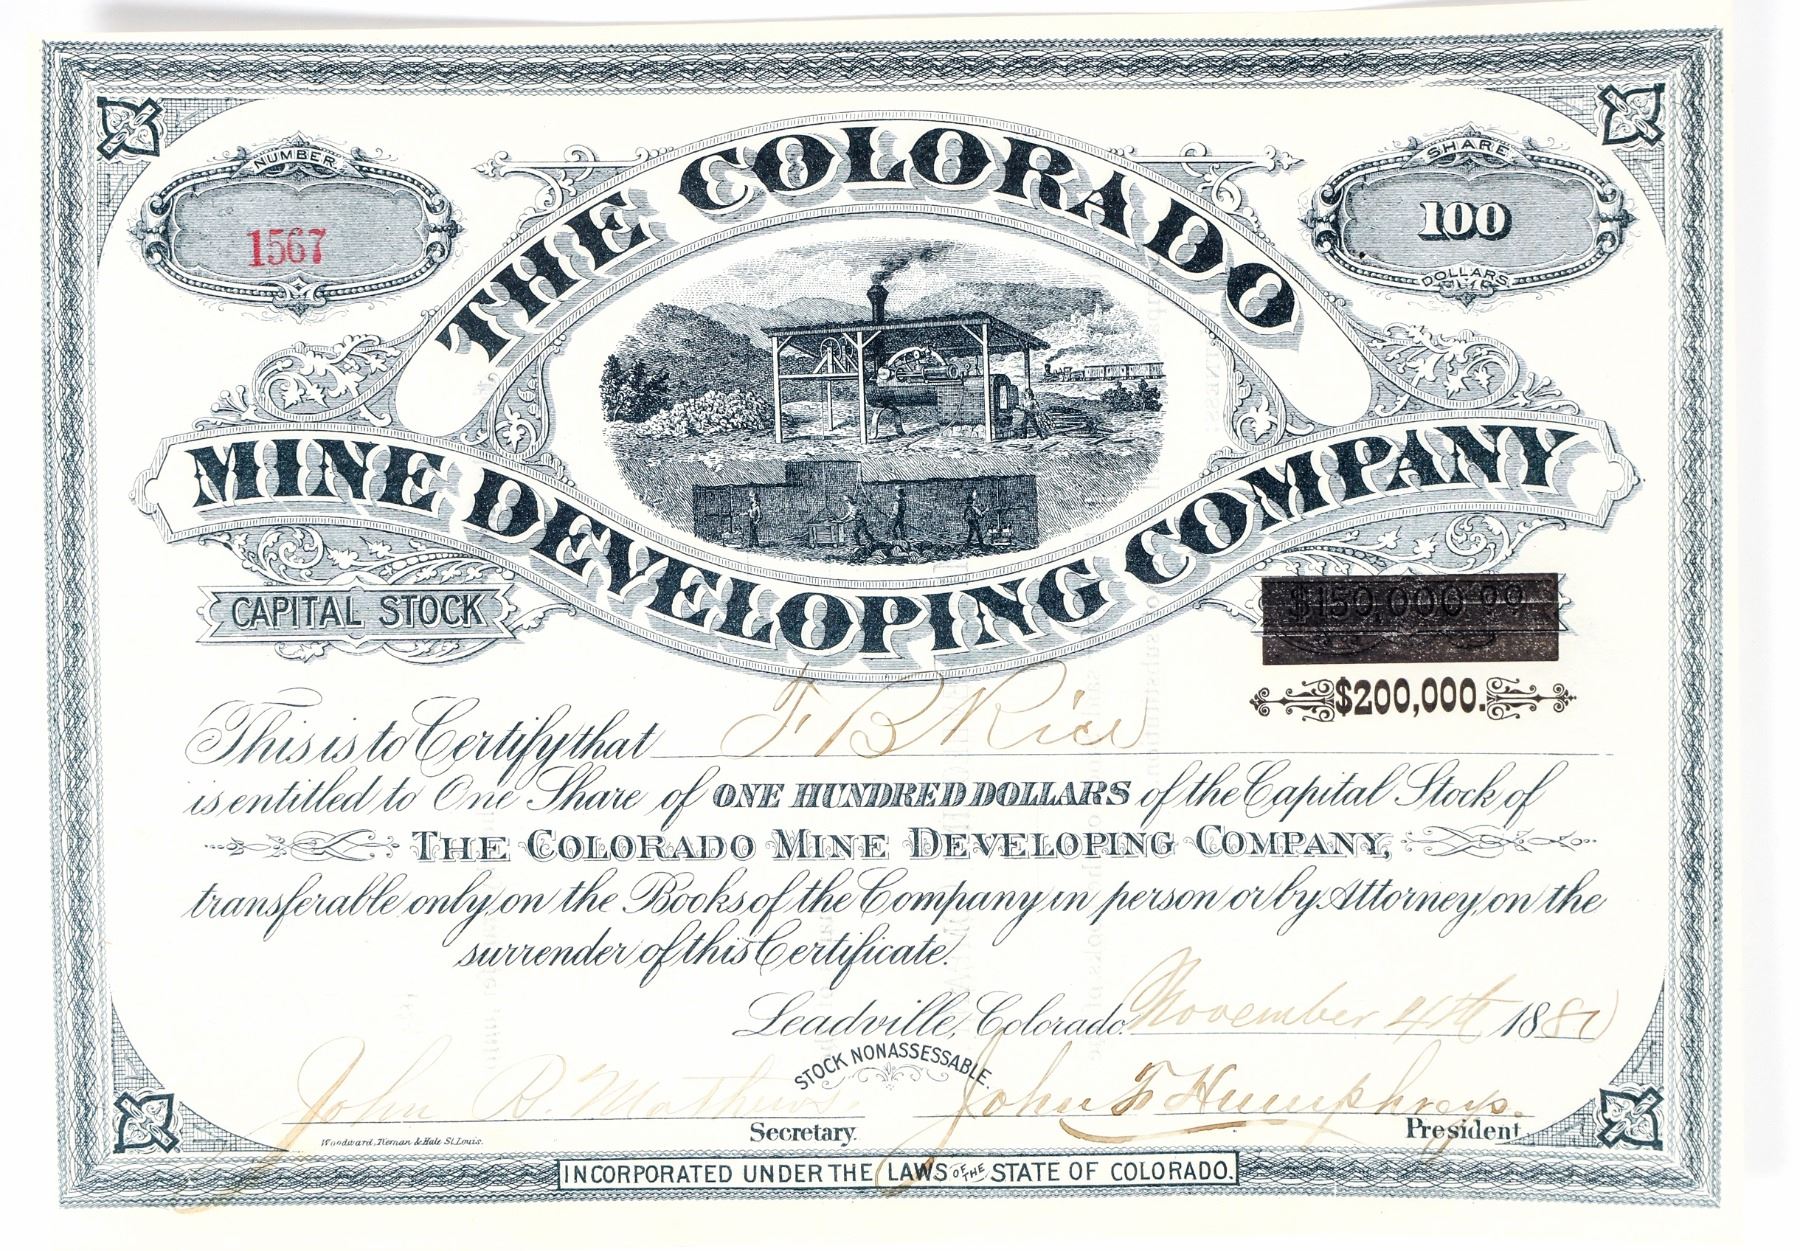 NUMBER
1567
SHARE
100
DOLLARS
THE COLORADO
MINE DEVELOPING COMPANY
CAPITAL STOCK
$150,000.00
$200,000.
This is to Certify that F B Rice
is entitled to One Share of ONE HUNDRED DOLLARS of the Capital Stock of
THE COLORADO MINE DEVELOPING COMPANY,
transferable only on the Books of the Company in person or by Attorney, on the
surrender of this Certificate.
Leadville, Colorado. November 4th 1880
STOCK NONASSESSABLE.
John B. Mathews John F Humphreys.
Secretary. President.
Woodward, Tiernan & Hale St. Louis.
INCORPORATED UNDER THE LAWS OF THE STATE OF COLORADO.